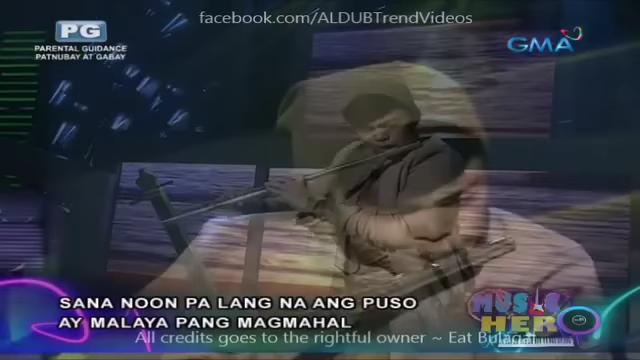 facebook.com/ALDUBTrendVideos
PG
PARENTAL GUIDANCE
PATNUBAY AT GABAY
GMA
SANA NOON PA LANG NA ANG PUSO
AY MALAYA PANG MAGMAHAL
MUSIC
HERO
All credits goes to the rightful owner ~ Eat Bulaga